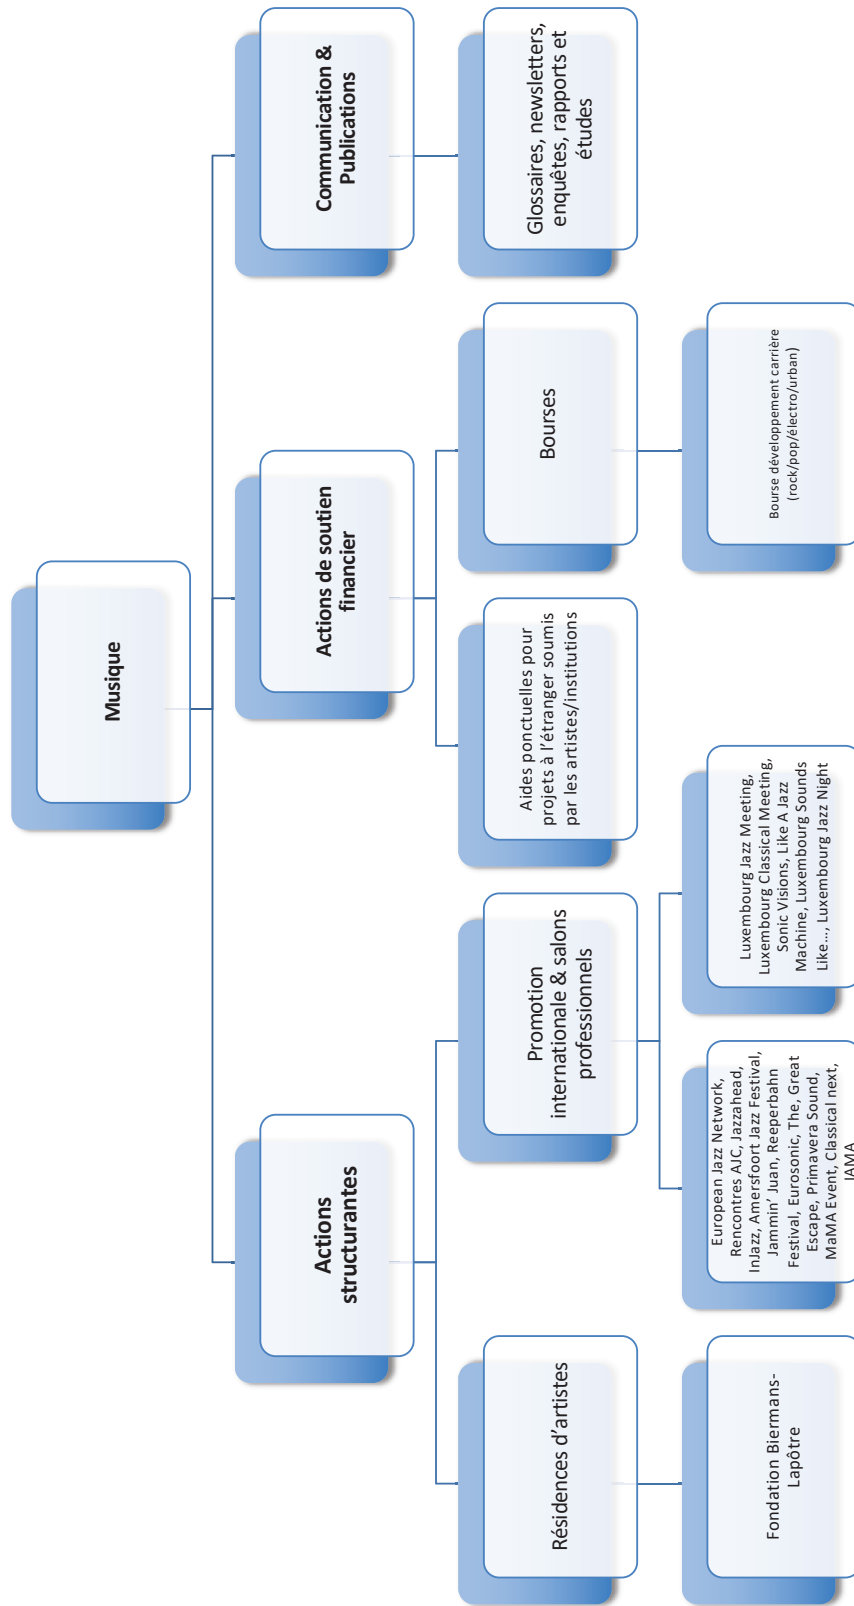 Musique
Actions
structurantes
Actions de soutien
financier
Communication &
Publications
Résidences d’artistes
Promotion
internationale & salons
professionnels
Aides ponctuelles pour
projets à l’étranger soumis
par les artistes/institutions
Bourses
Glossaires, newsletters,
enquêtes, rapports et
études
Fondation Biermans-
Lapôtre
European Jazz Network,
Rencontres AJC, Jazzahead,
InJazz, Amersfoort Jazz Festival,
Jammin’ Juan, Reeperbahn
Festival, Eurosonic, The, Great
Escape, Primavera Sound,
MaMA Event, Classical next,
IAMA
Luxembourg Jazz Meeting,
Luxembourg Classical Meeting,
Sonic Visions, Like A Jazz
Machine, Luxembourg Sounds
Like..., Luxembourg Jazz Night
Bourse développement carrière
(rock/pop/électro/urban)